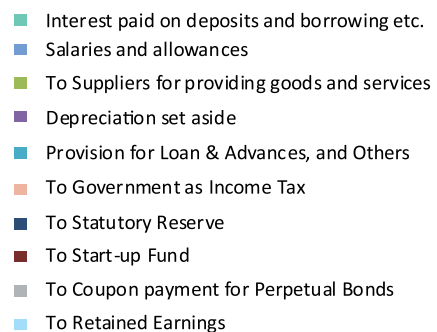 Interest paid on deposits and borrowing etc.
Salaries and allowances
To Suppliers for providing goods and services
Depreciation set aside
Provision for Loan & Advances, and Others
To Government as Income Tax
To Statutory Reserve
To Start-up Fund
To Coupon payment for Perpetual Bonds
To Retained Earnings